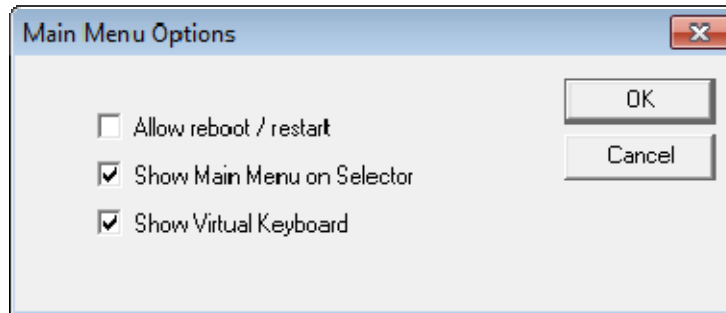 Main Menu Options
Allow reboot / restart
Show Main Menu on Selector
Show Virtual Keyboard
OK
Cancel